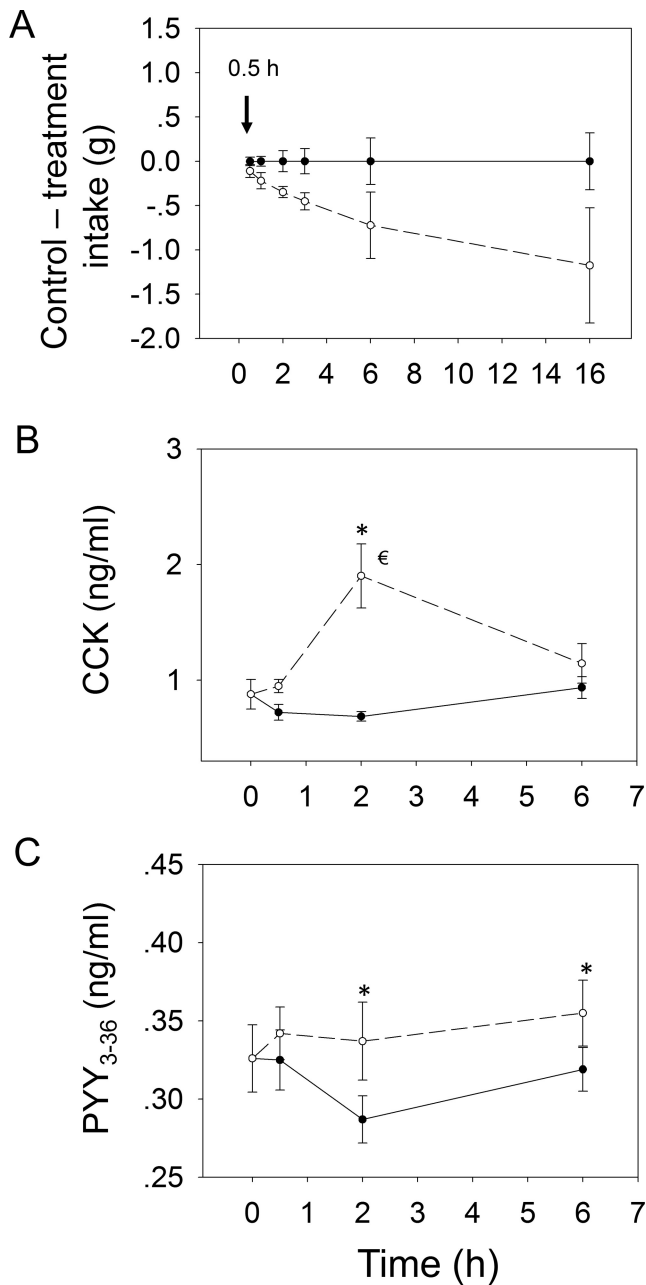 A
Control – treatment
intake (g)
1.5
1.0
.5
0.0
-.5
-1.0
-1.5
-2.0
0.5 h
0 2 4 6 8 10 12 14 16
B
CCK (ng/ml)
3
2
1
*
€
0 1 2 3 4 5 6 7
C
PYY3-36 (ng/ml)
.45
.40
.35
.30
.25
*
*
0 1 2 3 4 5 6 7
Time (h)